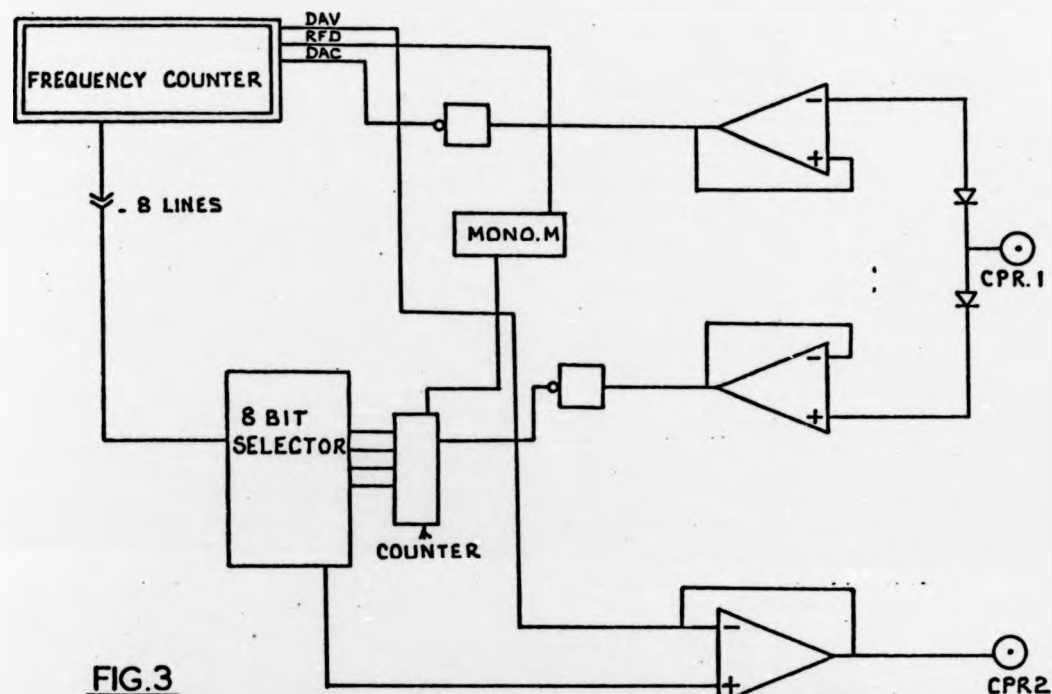 DAV
RFD
DAC
FREQUENCY COUNTER
- 8 LINES
MONO.M
CPR.1
8 BIT
SELECTOR
COUNTER
FIG.3
CPR2
-
+
-
+
-
+